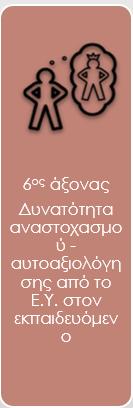 6ος άξονας
Δυνατότητα
αναστοχασμο
ύ -
αυτοαξιολόγη
σης από το
Ε.Υ. στον
εκπαιδευόμεν
ο